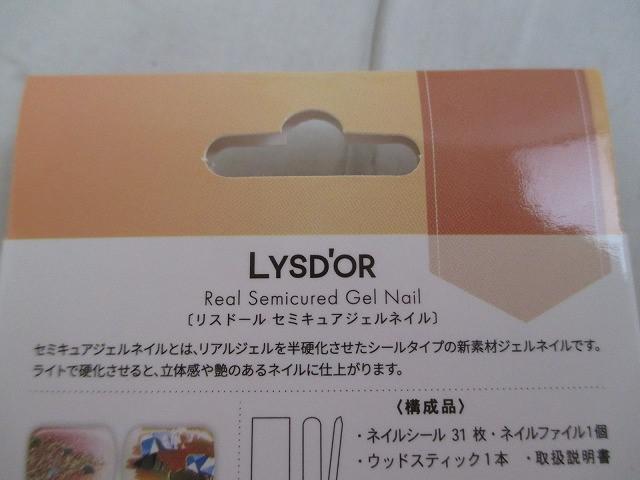 LYSD'OR
Real Semicured Gel Nail
〔リスドール セミキュアジェルネイル〕
セミキュアジェルネイルとは、リアルジェルを半硬化させたシールタイプの新素材ジェルネイルです。
ライトで硬化させると、立体感や艶のあるネイルに仕上がります。
〈構成品〉
・ネイルシール 31 枚・ネイルファイル1個
・ウッドスティック1本 ・取扱説明書